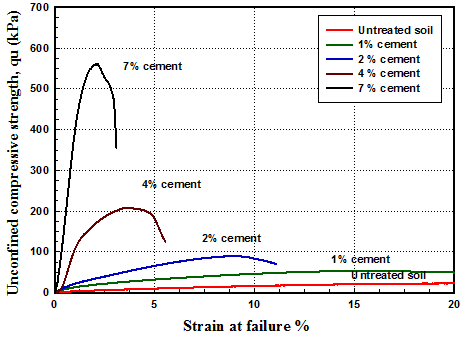 Unconfined compressive strength, qu (kPa)
700
600
500
400
300
200
100
0
Untreated soil
1% cement
2 % cement
4 % cement
7 % cement
7% cement
4% cement
2% cement
1% cement
Untreated soil
0
5
10
15
20
Strain at failure %